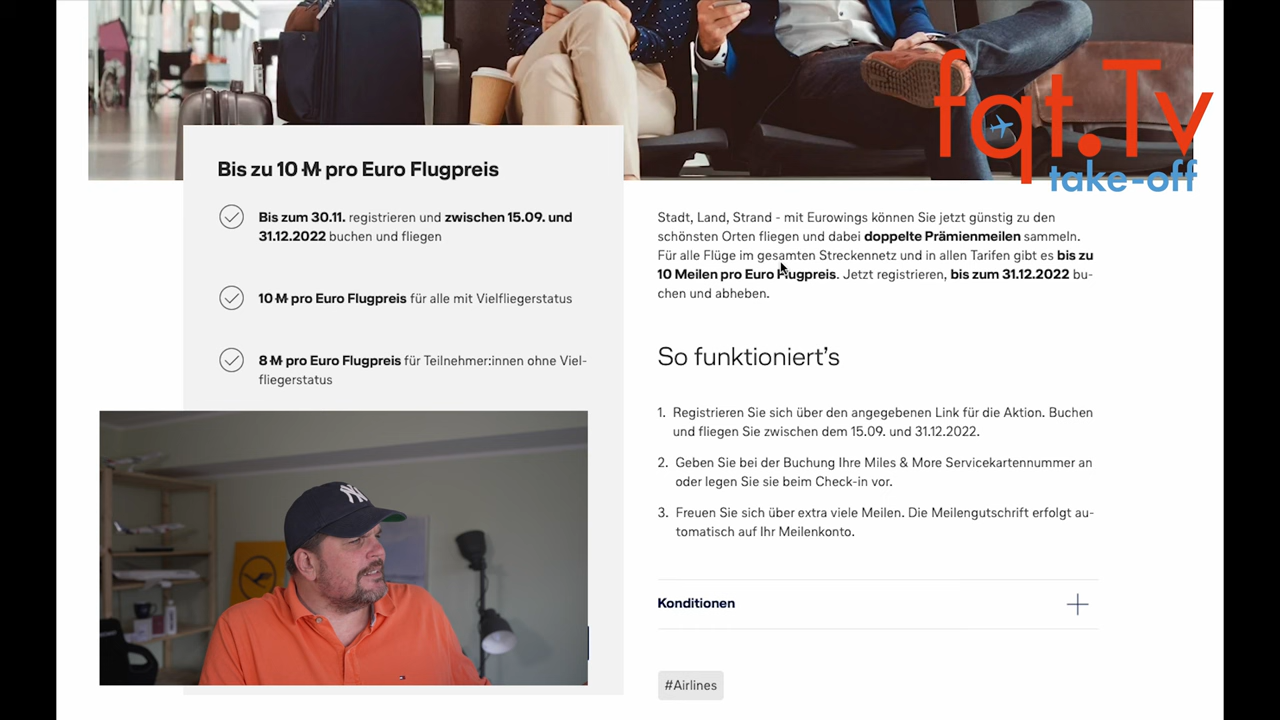 fqt.Tv
take-off
Bis zu 10 M pro Euro Flugpreis
Bis zum 30.11. registrieren und zwischen 15.09. und
31.12.2022 buchen und fliegen
10 M pro Euro Flugpreis für alle mit Vielfliegerstatus
8 M pro Euro Flugpreis für Teilnehmer:innen ohne Viel-
fliegerstatus
NY
Stadt, Land, Strand - mit Eurowings können Sie jetzt günstig zu den
schönsten Orten fliegen und dabei doppelte Prämienmeilen sammeln.
Für alle Flüge im gesamten Streckennetz und in allen Tarifen gibt es bis zu
10 Meilen pro Euro Flugpreis. Jetzt registrieren, bis zum 31.12.2022 bu-
chen und abheben.
So funktioniert’s
1. Registrieren Sie sich über den angegebenen Link für die Aktion. Buchen
und fliegen Sie zwischen dem 15.09. und 31.12.2022.
2. Geben Sie bei der Buchung Ihre Miles & More Servicekartennummer an
oder legen Sie sie beim Check-in vor.
3. Freuen Sie sich über extra viele Meilen. Die Meilengutschrift erfolgt au-
tomatisch auf Ihr Meilenkonto.
Konditionen
#Airlines